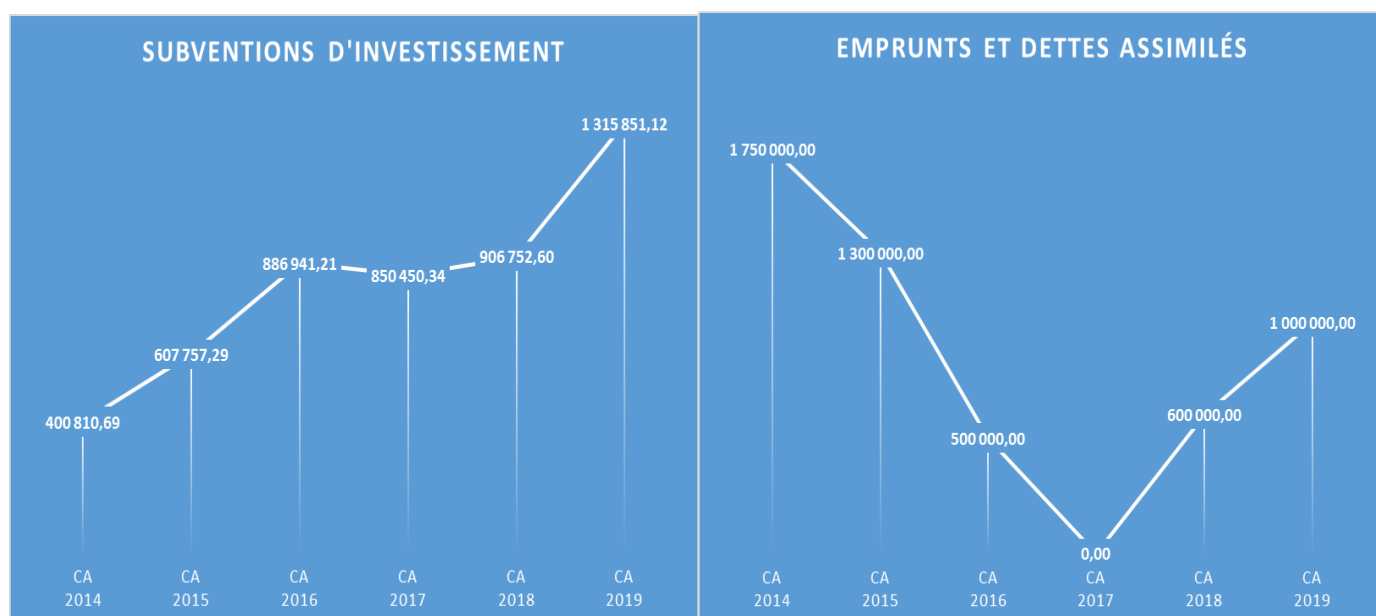 SUBVENTIONS D'INVESTISSEMENT
1 315 851,12
906 752,60
886 941,21
850 450,34
607 757,29
400 810,69
CA 2014
CA 2015
CA 2016
CA 2017
CA 2018
CA 2019
EMPRUNTS ET DETTES ASSIMILÉS
1 750 000,00
1 300 000,00
1 000 000,00
600 000,00
500 000,00
0,00
CA 2014
CA 2015
CA 2016
CA 2017
CA 2018
CA 2019